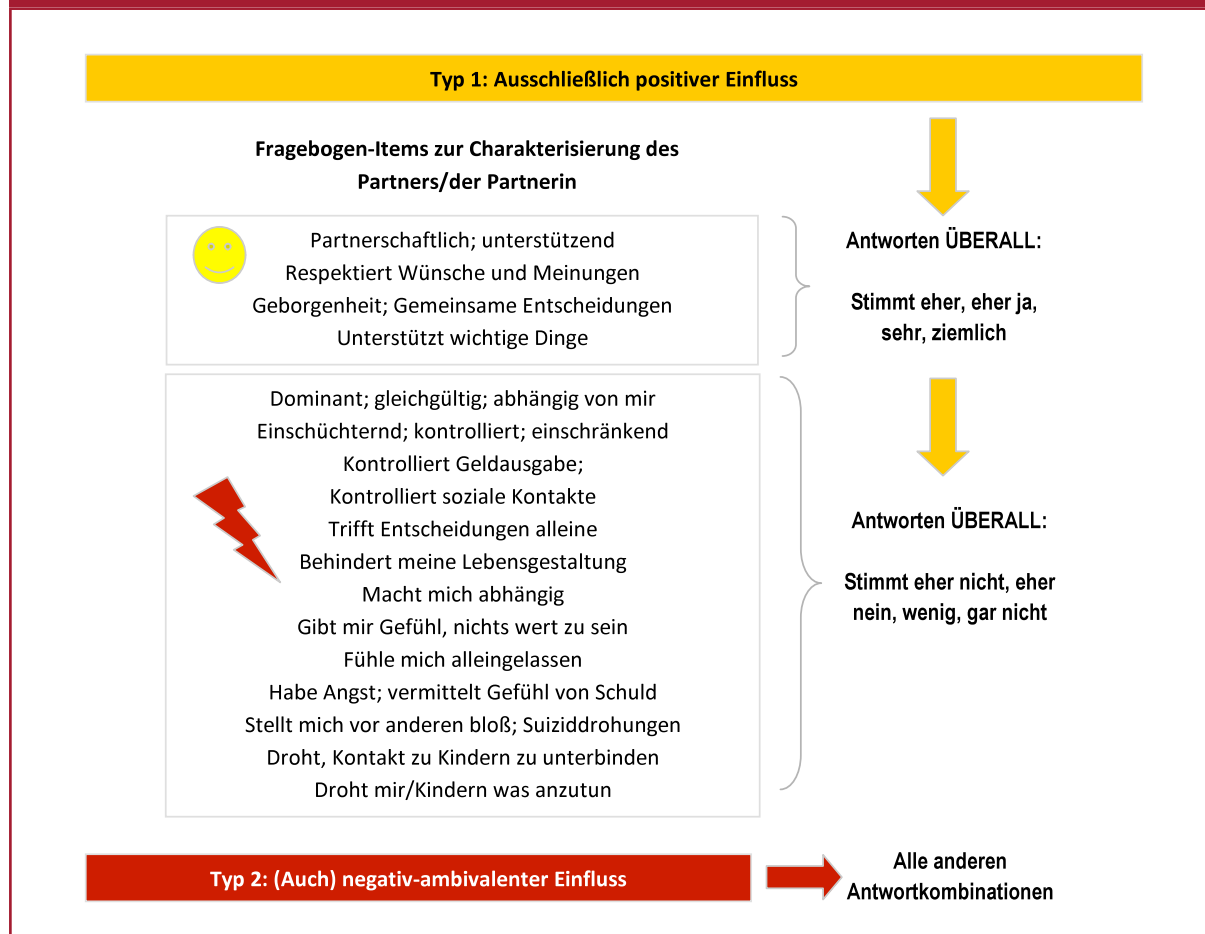 Typ 1: Ausschließlich positiver Einfluss
Fragebogen-Items zur Charakterisierung des
Partners/der Partnerin
Partnerschaftlich; unterstützend
Respektiert Wünsche und Meinungen
Geborgenheit; Gemeinsame Entscheidungen
Unterstützt wichtige Dinge
Antworten ÜBERALL:
Stimmt eher, eher ja,
sehr, ziemlich
Dominant; gleichgültig; abhängig von mir
Einschüchternd; kontrolliert; einschränkend
Kontrolliert Geldausgabe;
Kontrolliert soziale Kontakte
Trifft Entscheidungen alleine
Behindert meine Lebensgestaltung
Macht mich abhängig
Gibt mir Gefühl, nichts wert zu sein
Fühle mich alleingelassen
Habe Angst; vermittelt Gefühl von Schuld
Stellt mich vor anderen bloß; Suiziddrohungen
Droht, Kontakt zu Kindern zu unterbinden
Droht mir/Kindern was anzutun
Antworten ÜBERALL:
Stimmt eher nicht, eher
nein, wenig, gar nicht
Typ 2: (Auch) negativ-ambivalenter Einfluss
Alle anderen
Antwortkombinationen